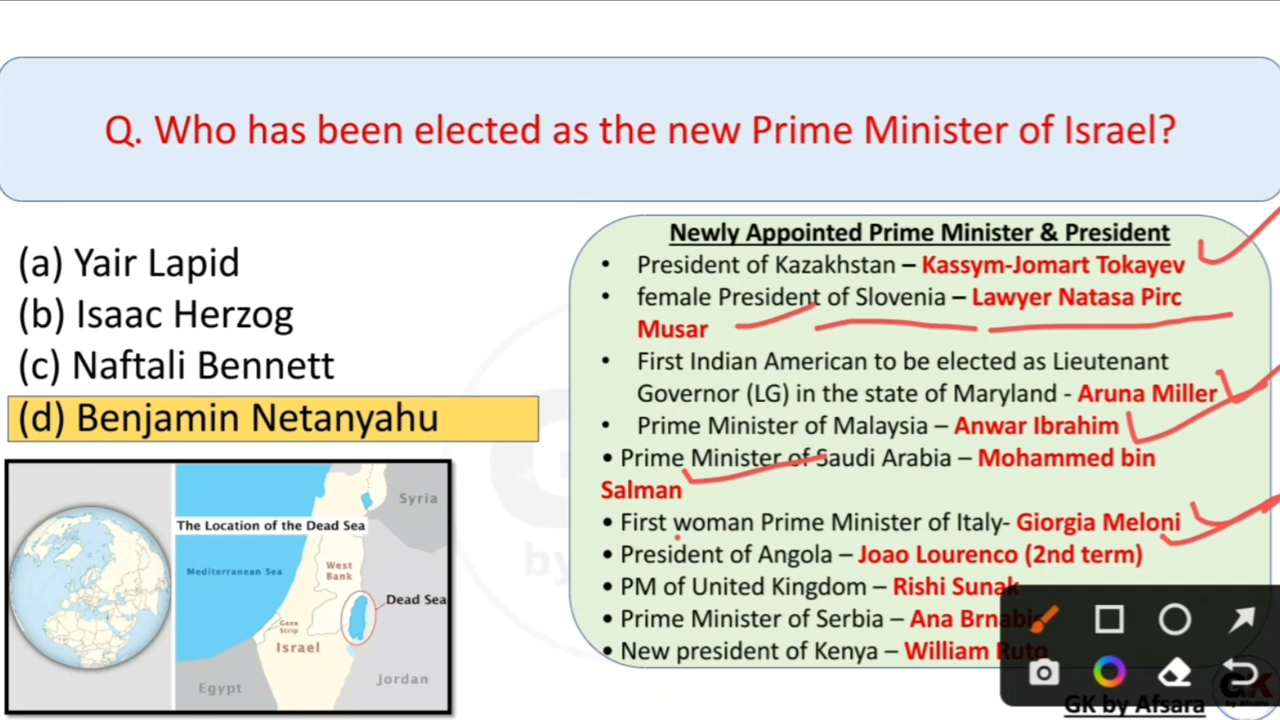 Q. Who has been elected as the new Prime Minister of Israel?
(a) Yair Lapid
(b) Isaac Herzog
(c) Naftali Bennett
(d) Benjamin Netanyahu
Newly Appointed Prime Minister & President
• President of Kazakhstan – Kassym-Jomart Tokayev
• female President of Slovenia – Lawyer Natasa Pirc
Musar
• First Indian American to be elected as Lieutenant
Governor (LG) in the state of Maryland - Aruna Miller
• Prime Minister of Malaysia – Anwar Ibrahim
• Prime Minister of Saudi Arabia – Mohammed bin
Salman
• First woman Prime Minister of Italy- Giorgia Meloni
• President of Angola – Joao Lourenco (2nd term)
• PM of United Kingdom – Rishi Sunak
• Prime Minister of Serbia – Ana Brnabic
• New president of Kenya – William Ruto
GK by Afsara
The Location of the Dead Sea
Syria
Mediterranean Sea
West
Bank
Dead Sea
Gaza
Strip
Israel
Egypt
Jordan